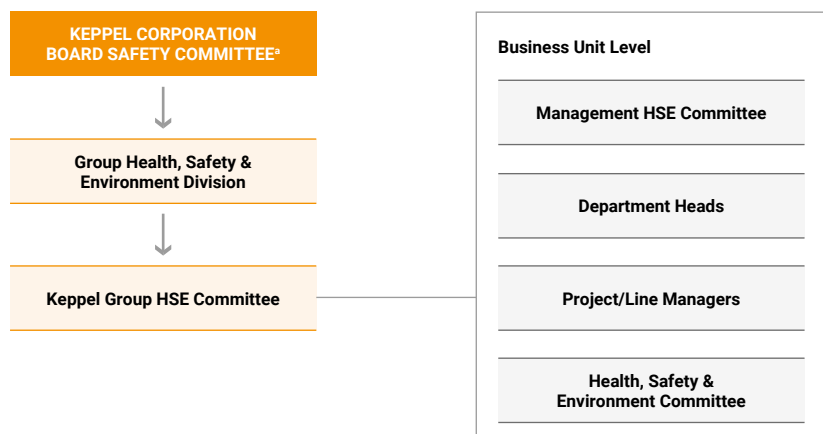 KEPPEL CORPORATION
BOARD SAFETY COMMITTEEª
Group Health, Safety &
Environment Division
Keppel Group HSE Committee
Business Unit Level
Management HSE Committee
Department Heads
Project/Line Managers
Health, Safety &
Environment Committee